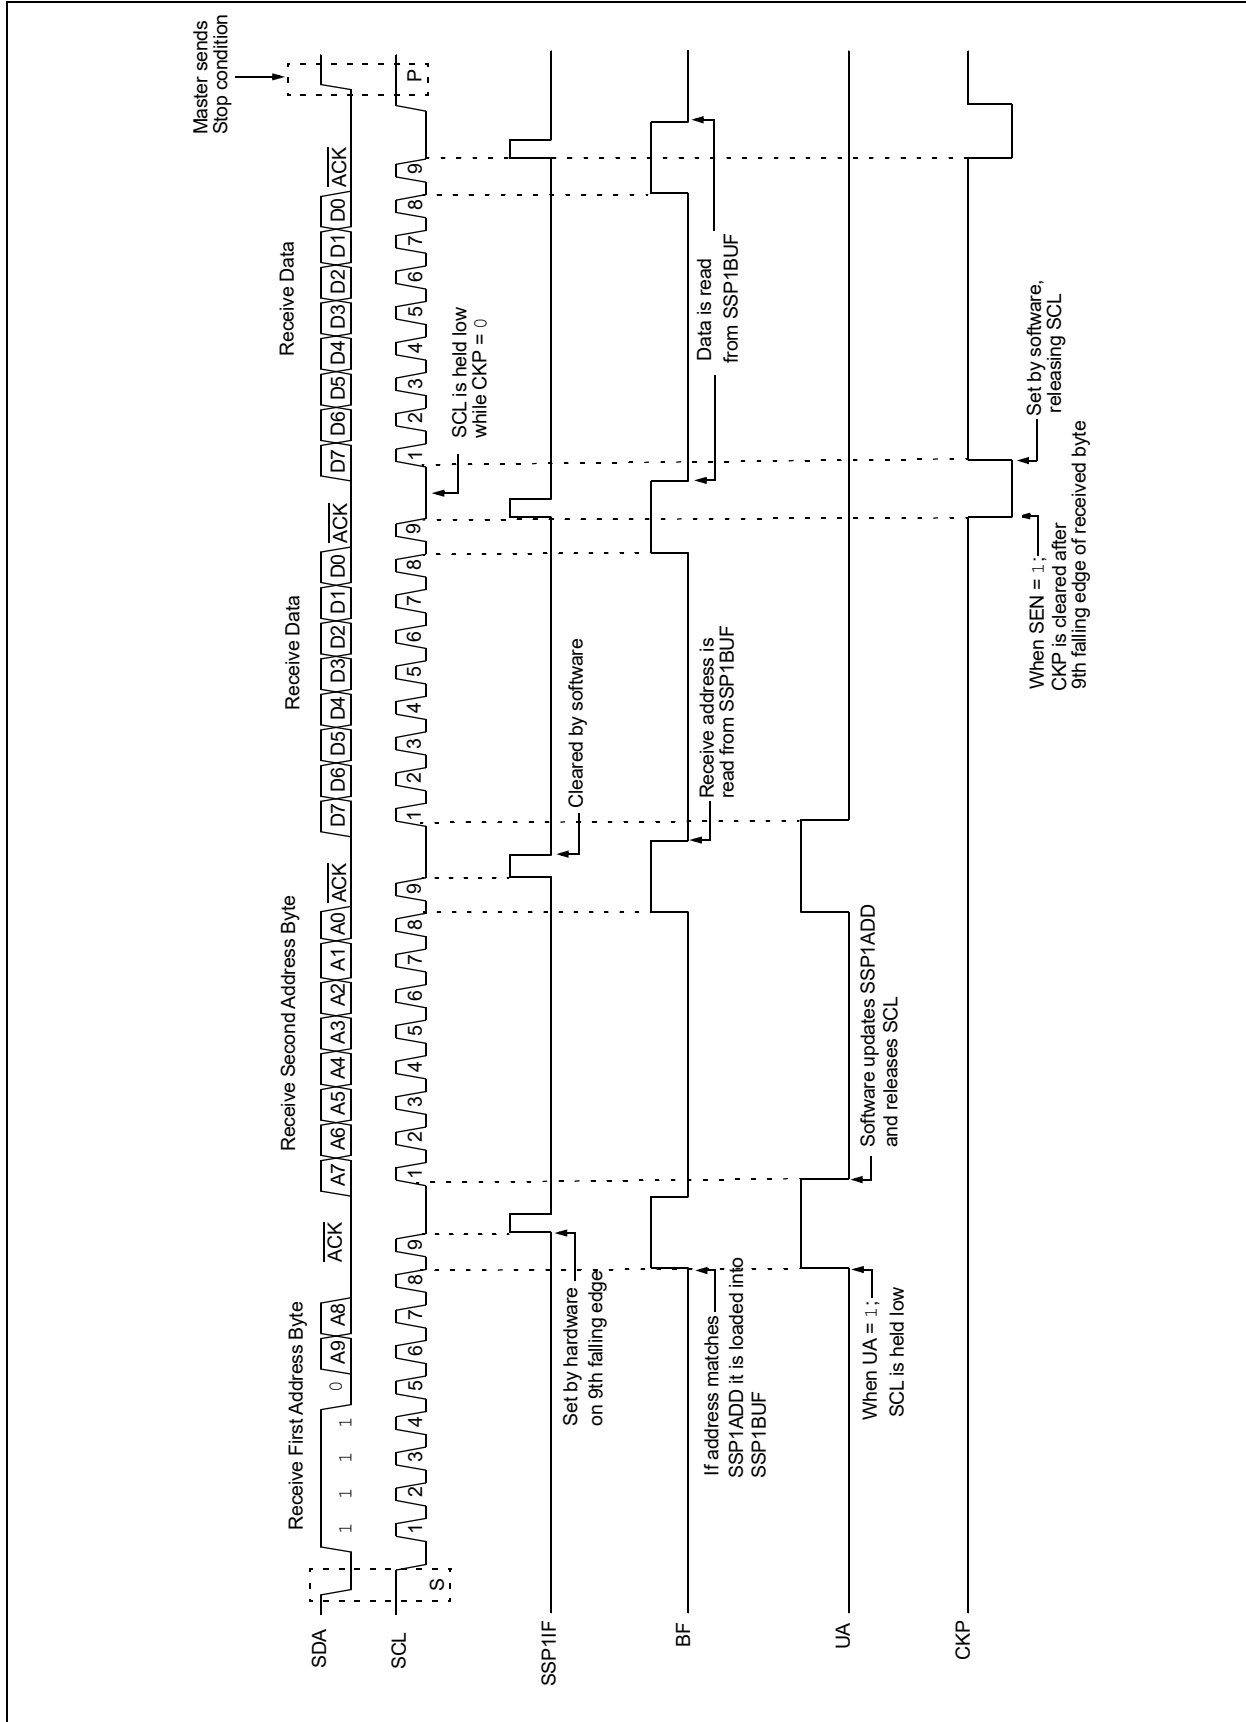 Master sends
Stop condition
Receive First Address Byte
Receive Second Address Byte
Receive Data
Receive Data
SDA
1 1 1 1 0 A9 A8 ACK
A7 A6 A5 A4 A3 A2 A1 A0 ACK
D7 D6 D5 D4 D3 D2 D1 D0 ACK
D7 D6 D5 D4 D3 D2 D1 D0 ACK
SCL
S
1 2 3 4 5 6 7 8 9
1 2 3 4 5 6 7 8 9
1 2 3 4 5 6 7 8 9
1 2 3 4 5 6 7 8 9
P
SCL is held low
while CKP = 0
SSP1IF
Set by hardware
on 9th falling edge
Cleared by software
BF
If address matches
SSP1ADD it is loaded into
SSP1BUF
Receive address is
read from SSP1BUF
Data is read
from SSP1BUF
UA
When UA = 1;
SCL is held low
Software updates SSP1ADD
and releases SCL
CKP
When SEN = 1;
CKP is cleared after
9th falling edge of received byte
Set by software,
releasing SCL